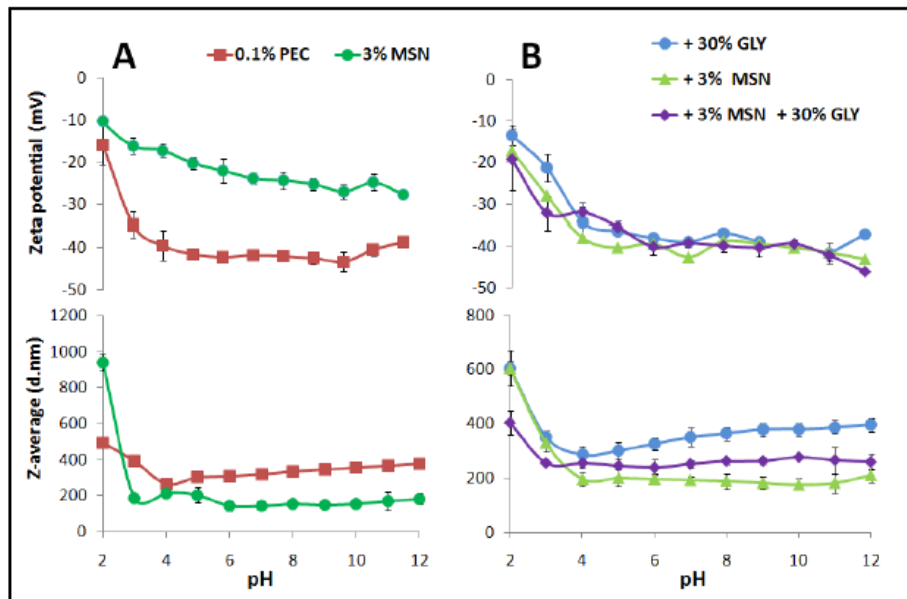 A
0.1% PEC
3% MSN
Zeta potential (mV)
0
-10
-20
-30
-40
-50
Z-average (d.nm)
1200
1000
800
600
400
200
0
2 4 6 8 10 12
pH
B
+ 30% GLY
+ 3% MSN
+ 3% MSN + 30% GLY
0
-10
-20
-30
-40
-50
800
600
400
200
0
2 4 6 8 10 12
pH